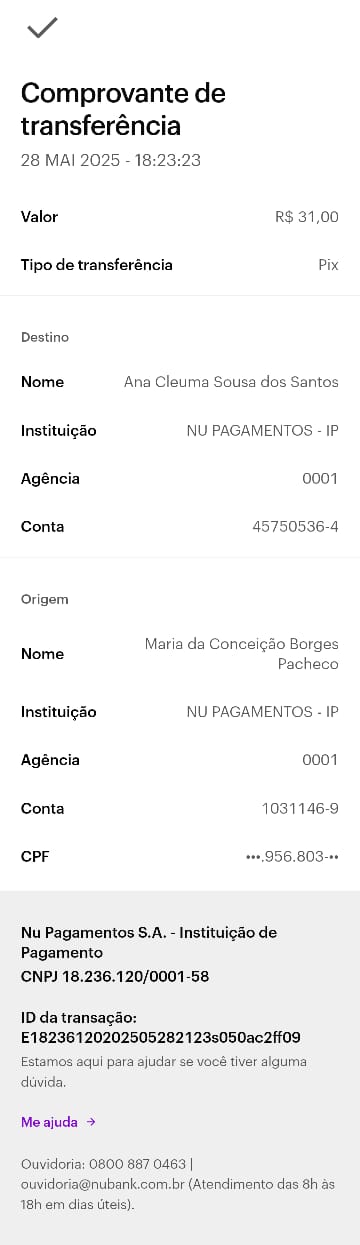 Comprovante de
transferência
28 MAI 2025 - 18:23:23
Valor R$ 31,00
Tipo de transferência Pix
Destino
Nome Ana Cleuma Sousa dos Santos
Instituição NU PAGAMENTOS - IP
Agência 0001
Conta 45750536-4
Origem
Nome Maria da Conceição Borges
Pacheco
Instituição NU PAGAMENTOS - IP
Agência 0001
Conta 1031146-9
CPF •••.956.803-••
Nu Pagamentos S.A. - Instituição de
Pagamento
CNPJ 18.236.120/0001-58
ID da transação:
E18236120202505282123s050ac2ff09
Estamos aqui para ajudar se você tiver alguma
dúvida.
Me ajuda →
Ouvidoria: 0800 887 0463 |
ouvidoria@nubank.com.br (Atendimento das 8h às
18h em dias úteis).